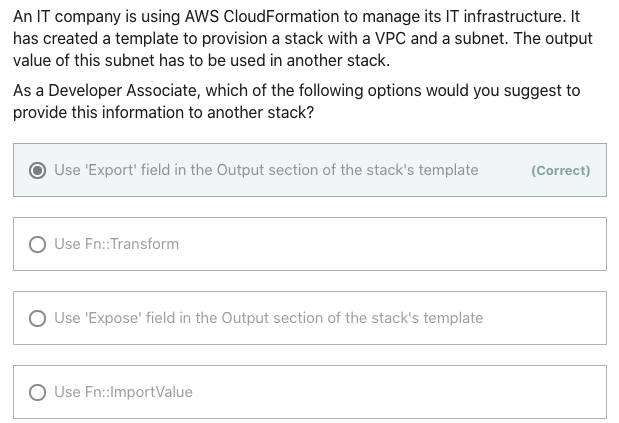 An IT company is using AWS CloudFormation to manage its IT infrastructure. It
has created a template to provision a stack with a VPC and a subnet. The output
value of this subnet has to be used in another stack.
As a Developer Associate, which of the following options would you suggest to
provide this information to another stack?
Use 'Export' field in the Output section of the stack's template (Correct)
Use Fn::Transform
Use 'Expose' field in the Output section of the stack's template
Use Fn::ImportValue